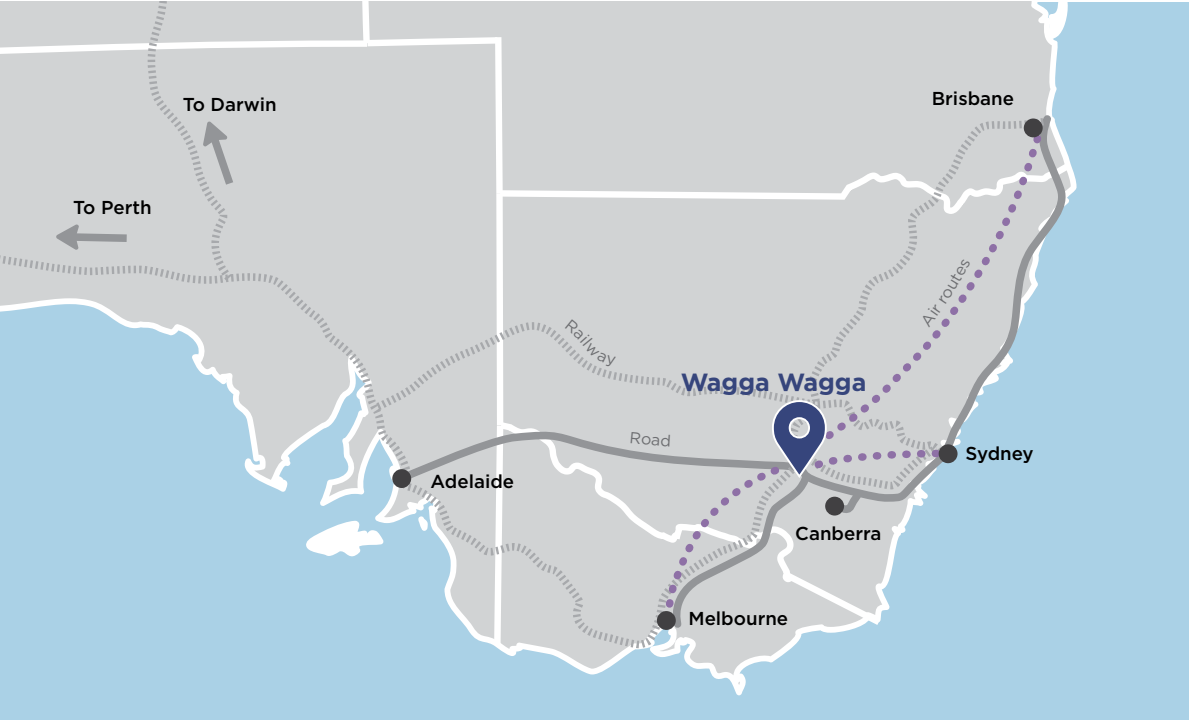 Brisbane
To Darwin
To Perth
Air routes
Railway
Wagga Wagga
Road
Sydney
Adelaide
Canberra
Melbourne